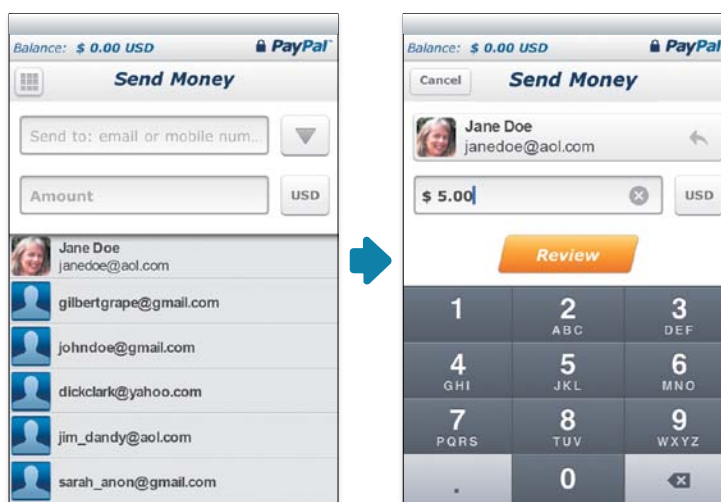 Balance: $ 0.00 USD PayPal™
Send Money
Send to: email or mobile num...
Amount USD
Jane Doe
janedoe@aol.com
gilbertgrape@gmail.com
johndoe@gmail.com
dickclark@yahoo.com
jim_dandy@aol.com
sarah_anon@gmail.com
Balance: $ 0.00 USD PayPal
Cancel Send Money
Jane Doe
janedoe@aol.com
$ 5.00 USD
Review
1 2 3
ABC DEF
4 5 6
GHI JKL MNO
7 8 9
PQRS TUV WXYZ
. 0